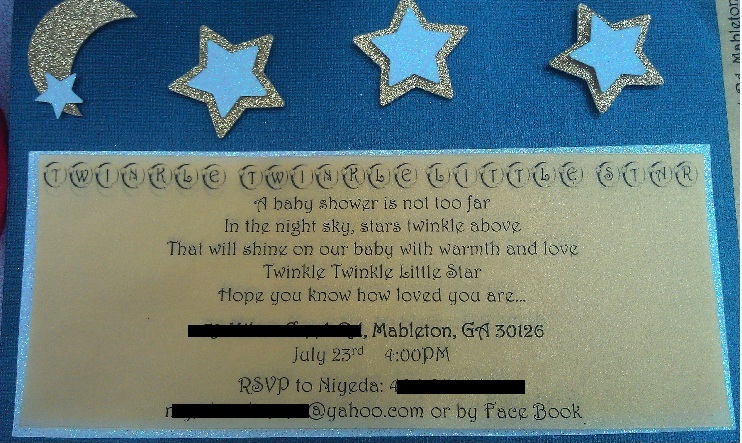 TWINKLE TWINKLE LITTLE STAR
A baby shower is not too far
In the night sky, stars twinkle above
That will shine on our baby with warmth and love
Twinkle Twinkle Little Star
Hope you know how loved you are...
Mableton, GA 30126
July 23rd 4:00PM
RSVP to Niyeda: 4
@yahoo.com or by Face Book
Mableton